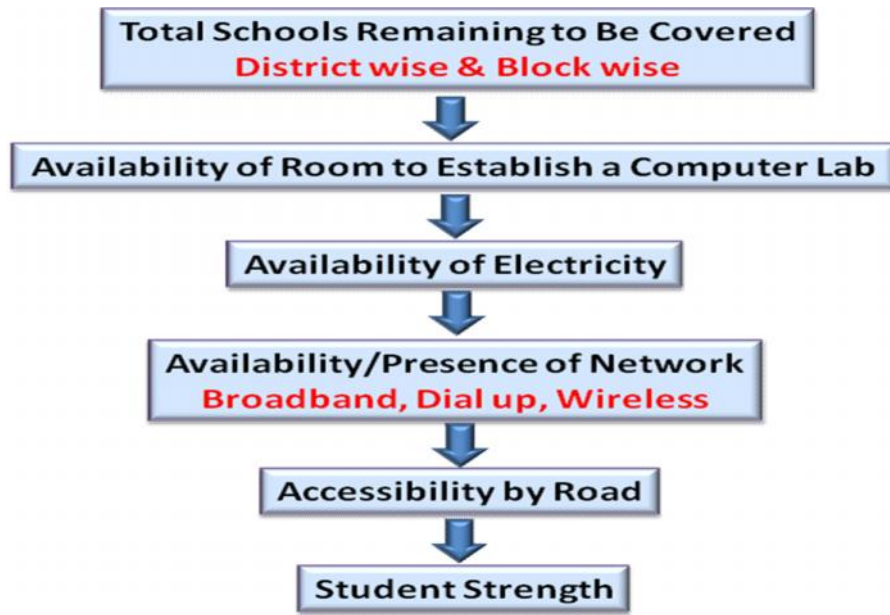 Total Schools Remaining to Be Covered
District wise & Block wise
Availability of Room to Establish a Computer Lab
Availability of Electricity
Availability/Presence of Network
Broadband, Dial up, Wireless
Accessibility by Road
Student Strength